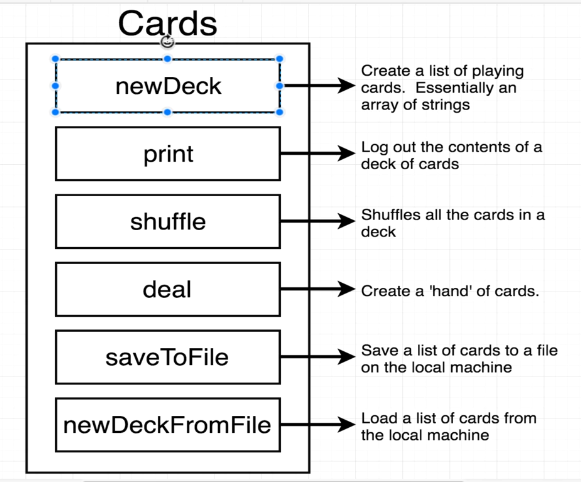 Cards
newDeck
Create a list of playing
cards. Essentially an
array of strings
print
Log out the contents of a
deck of cards
shuffle
Shuffles all the cards in a
deck
deal
Create a 'hand' of cards.
saveToFile
Save a list of cards to a file
on the local machine
newDeckFromFile
Load a list of cards from
the local machine